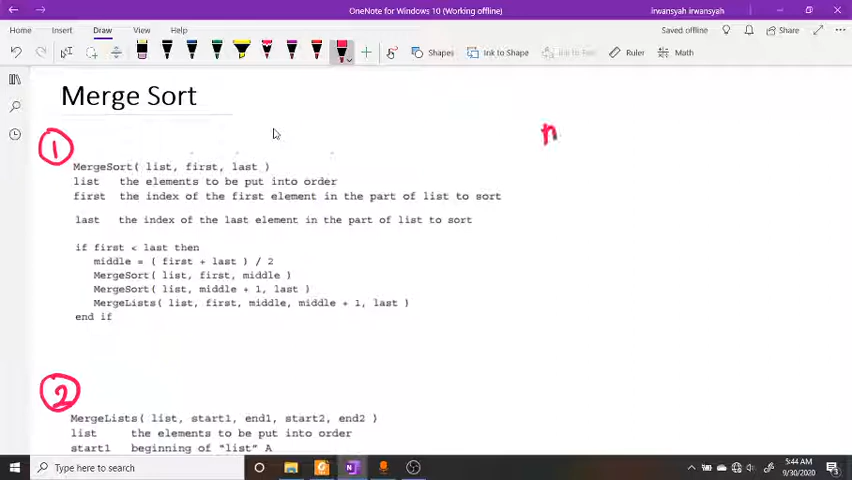 OneNote for Windows 10 (Working offline)
irwansyah irwansyah
Home Insert Draw View Help
Saved offline
Share
Shapes
Ink to Shape
Ink to Text
Ruler
Math
Merge Sort
n
1
MergeSort( list, first, last )
list the elements to be put into order
first the index of the first element in the part of list to sort
last the index of the last element in the part of list to sort
if first < last then
middle = ( first + last ) / 2
MergeSort( list, first, middle )
MergeSort( list, middle + 1, last )
MergeLists( list, first, middle, middle + 1, last )
end if
2
MergeLists( list, start1, end1, start2, end2 )
list the elements to be put into order
start1 beginning of "list" A
Type here to search
5:44 AM
9/30/2020